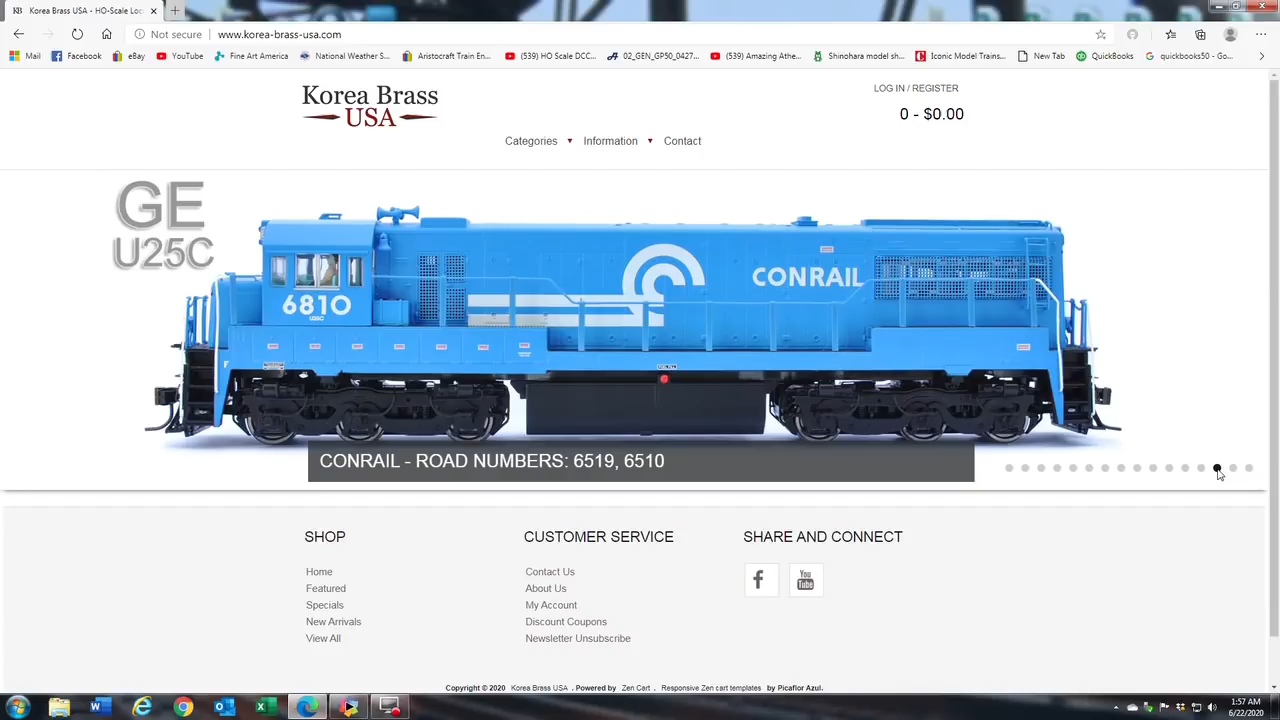 Korea Brass USA - HO-Scale Loc
Not secure
www.korea-brass-usa.com
Mail
Facebook
eBay
YouTube
Fine Art America
National Weather S...
Aristocraft Train En...
(539) HO Scale DCC...
02_GEN_GP50_0427...
(539) Amazing Athe...
Shinohara model sh...
Iconic Model Trains...
New Tab
QuickBooks
quickbooks50 - Go...
Korea Brass
USA
LOG IN / REGISTER
0 - $0.00
Categories
Information
Contact
GE
U25C
6810
U25C
CONRAIL
CONRAIL - ROAD NUMBERS: 6519, 6510
SHOP
Home
Featured
Specials
New Arrivals
View All
CUSTOMER SERVICE
Contact Us
About Us
My Account
Discount Coupons
Newsletter Unsubscribe
SHARE AND CONNECT
You
Tube
Copyright © 2020 Korea Brass USA . Powered by Zen Cart . Responsive Zen cart templates by Picaflor Azul.
1:57 AM
6/22/2020